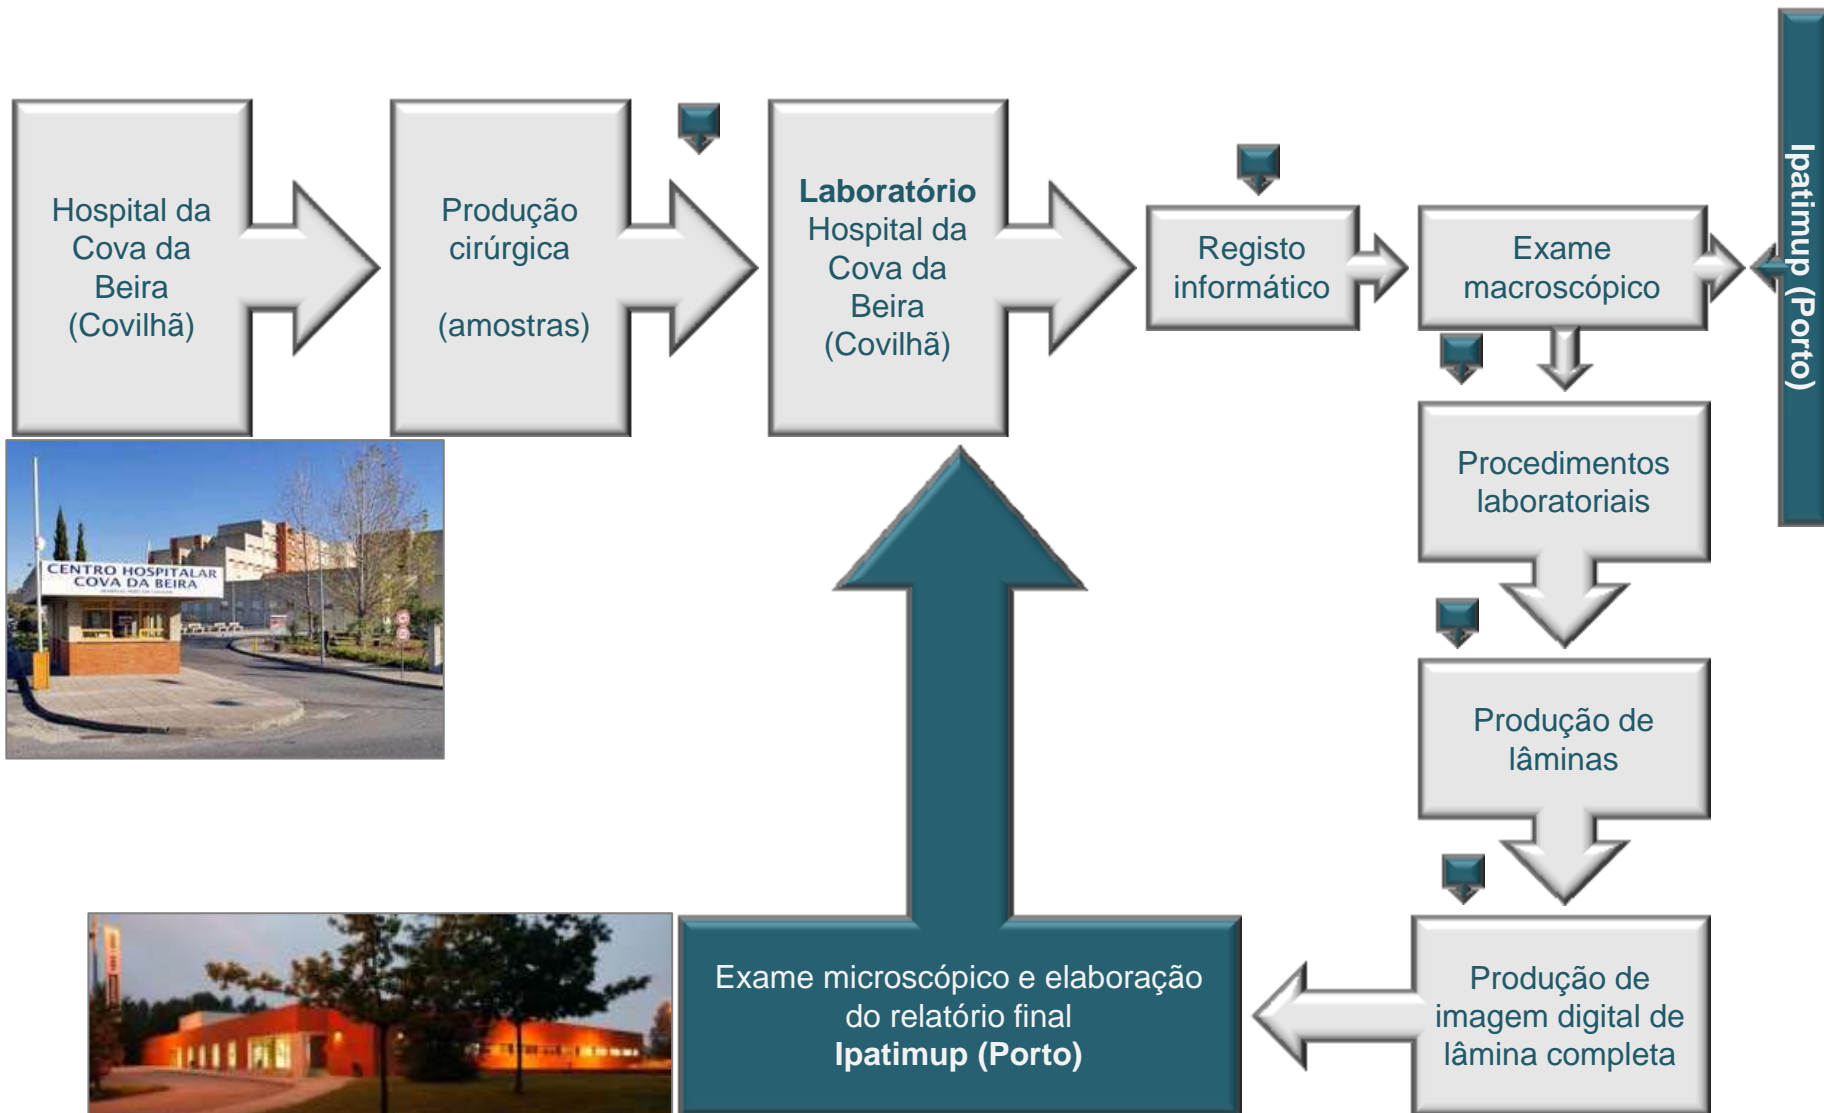 Hospital da
Cova da
Beira
(Covilhã)
Produção
cirúrgica
(amostras)
Laboratório
Hospital da
Cova da
Beira
(Covilhã)
Registo
informático
Exame
macroscópico
Ipatimup (Porto)
Procedimentos
laboratoriais
Produção de
lâminas
Produção de
imagem digital de
lâmina completa
Exame microscópico e elaboração
do relatório final
Ipatimup (Porto)
CENTRO HOSPITALAR
COVA DA BEIRA